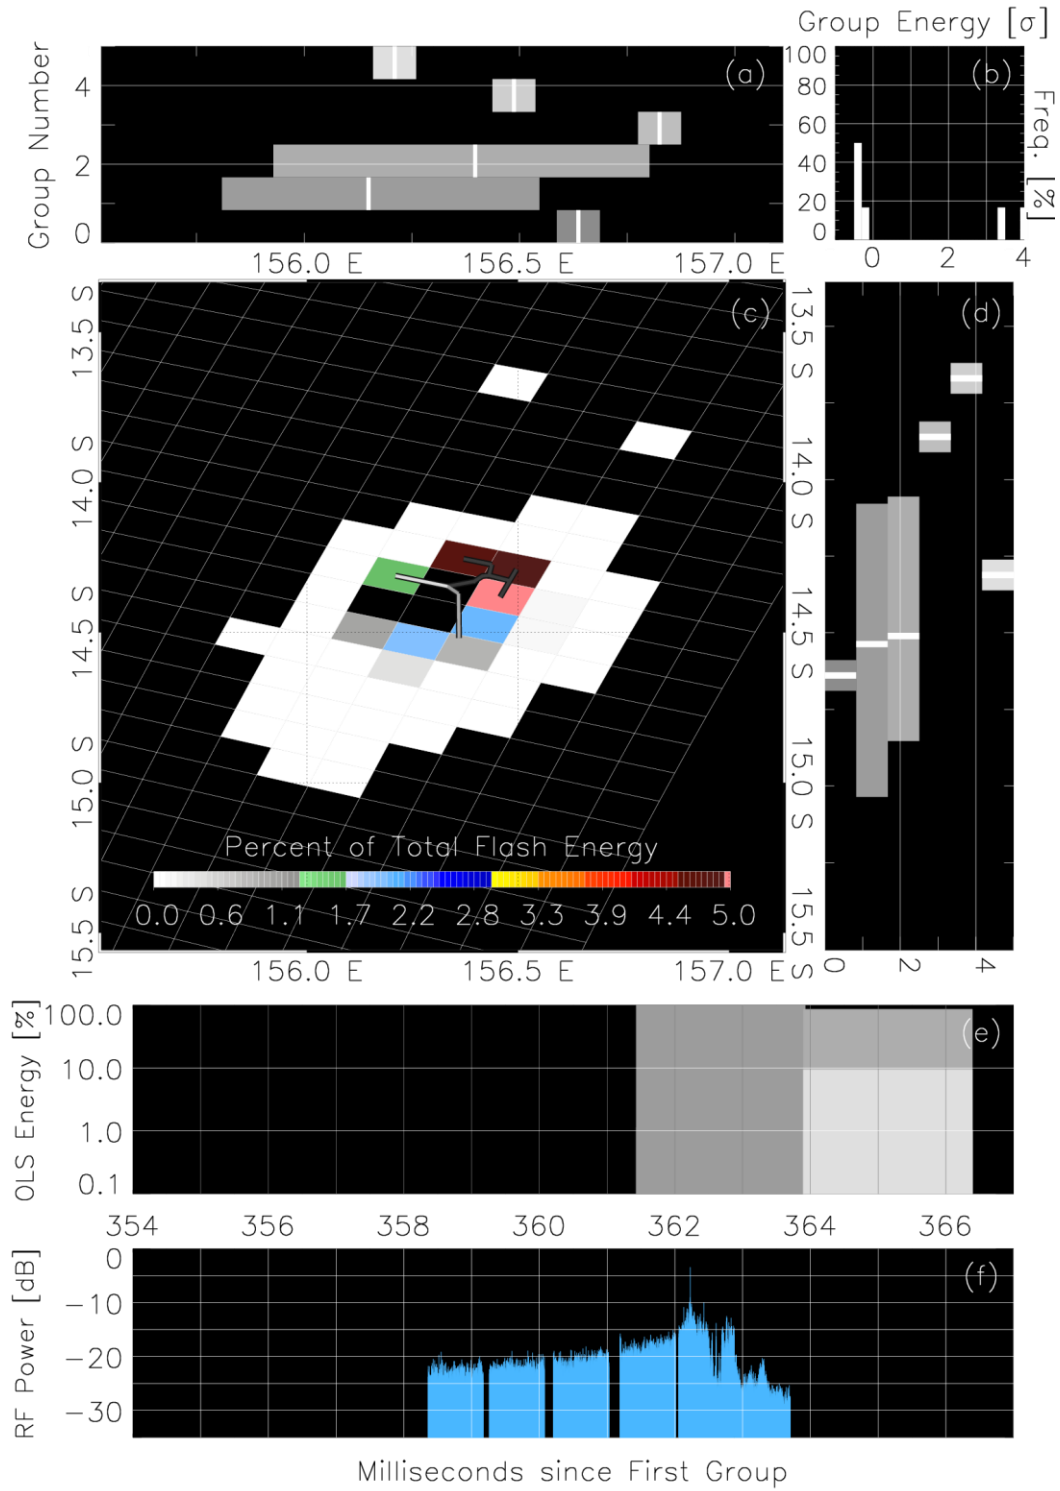 Group Energy [σ]
Group Number
4
2
0
(a)
156.0 E
156.5 E
157.0 E
100
80
60
40
20
0
(b)
Freq. [%]
0
2
4
13.5 S
14.0 S
14.5 S
15.0 S
15.5 S
(c)
Percent of Total Flash Energy
0.0
0.6
1.1
1.7
2.2
2.8
3.3
3.9
4.4
5.0
156.0 E
156.5 E
157.0 E
13.5 S
14.0 S
14.5 S
15.0 S
15.5 S
(d)
0
2
4
OLS Energy [%]
100.0
10.0
1.0
0.1
(e)
354
356
358
360
362
364
366
RF Power [dB]
0
−10
−20
−30
(f)
Milliseconds since First Group